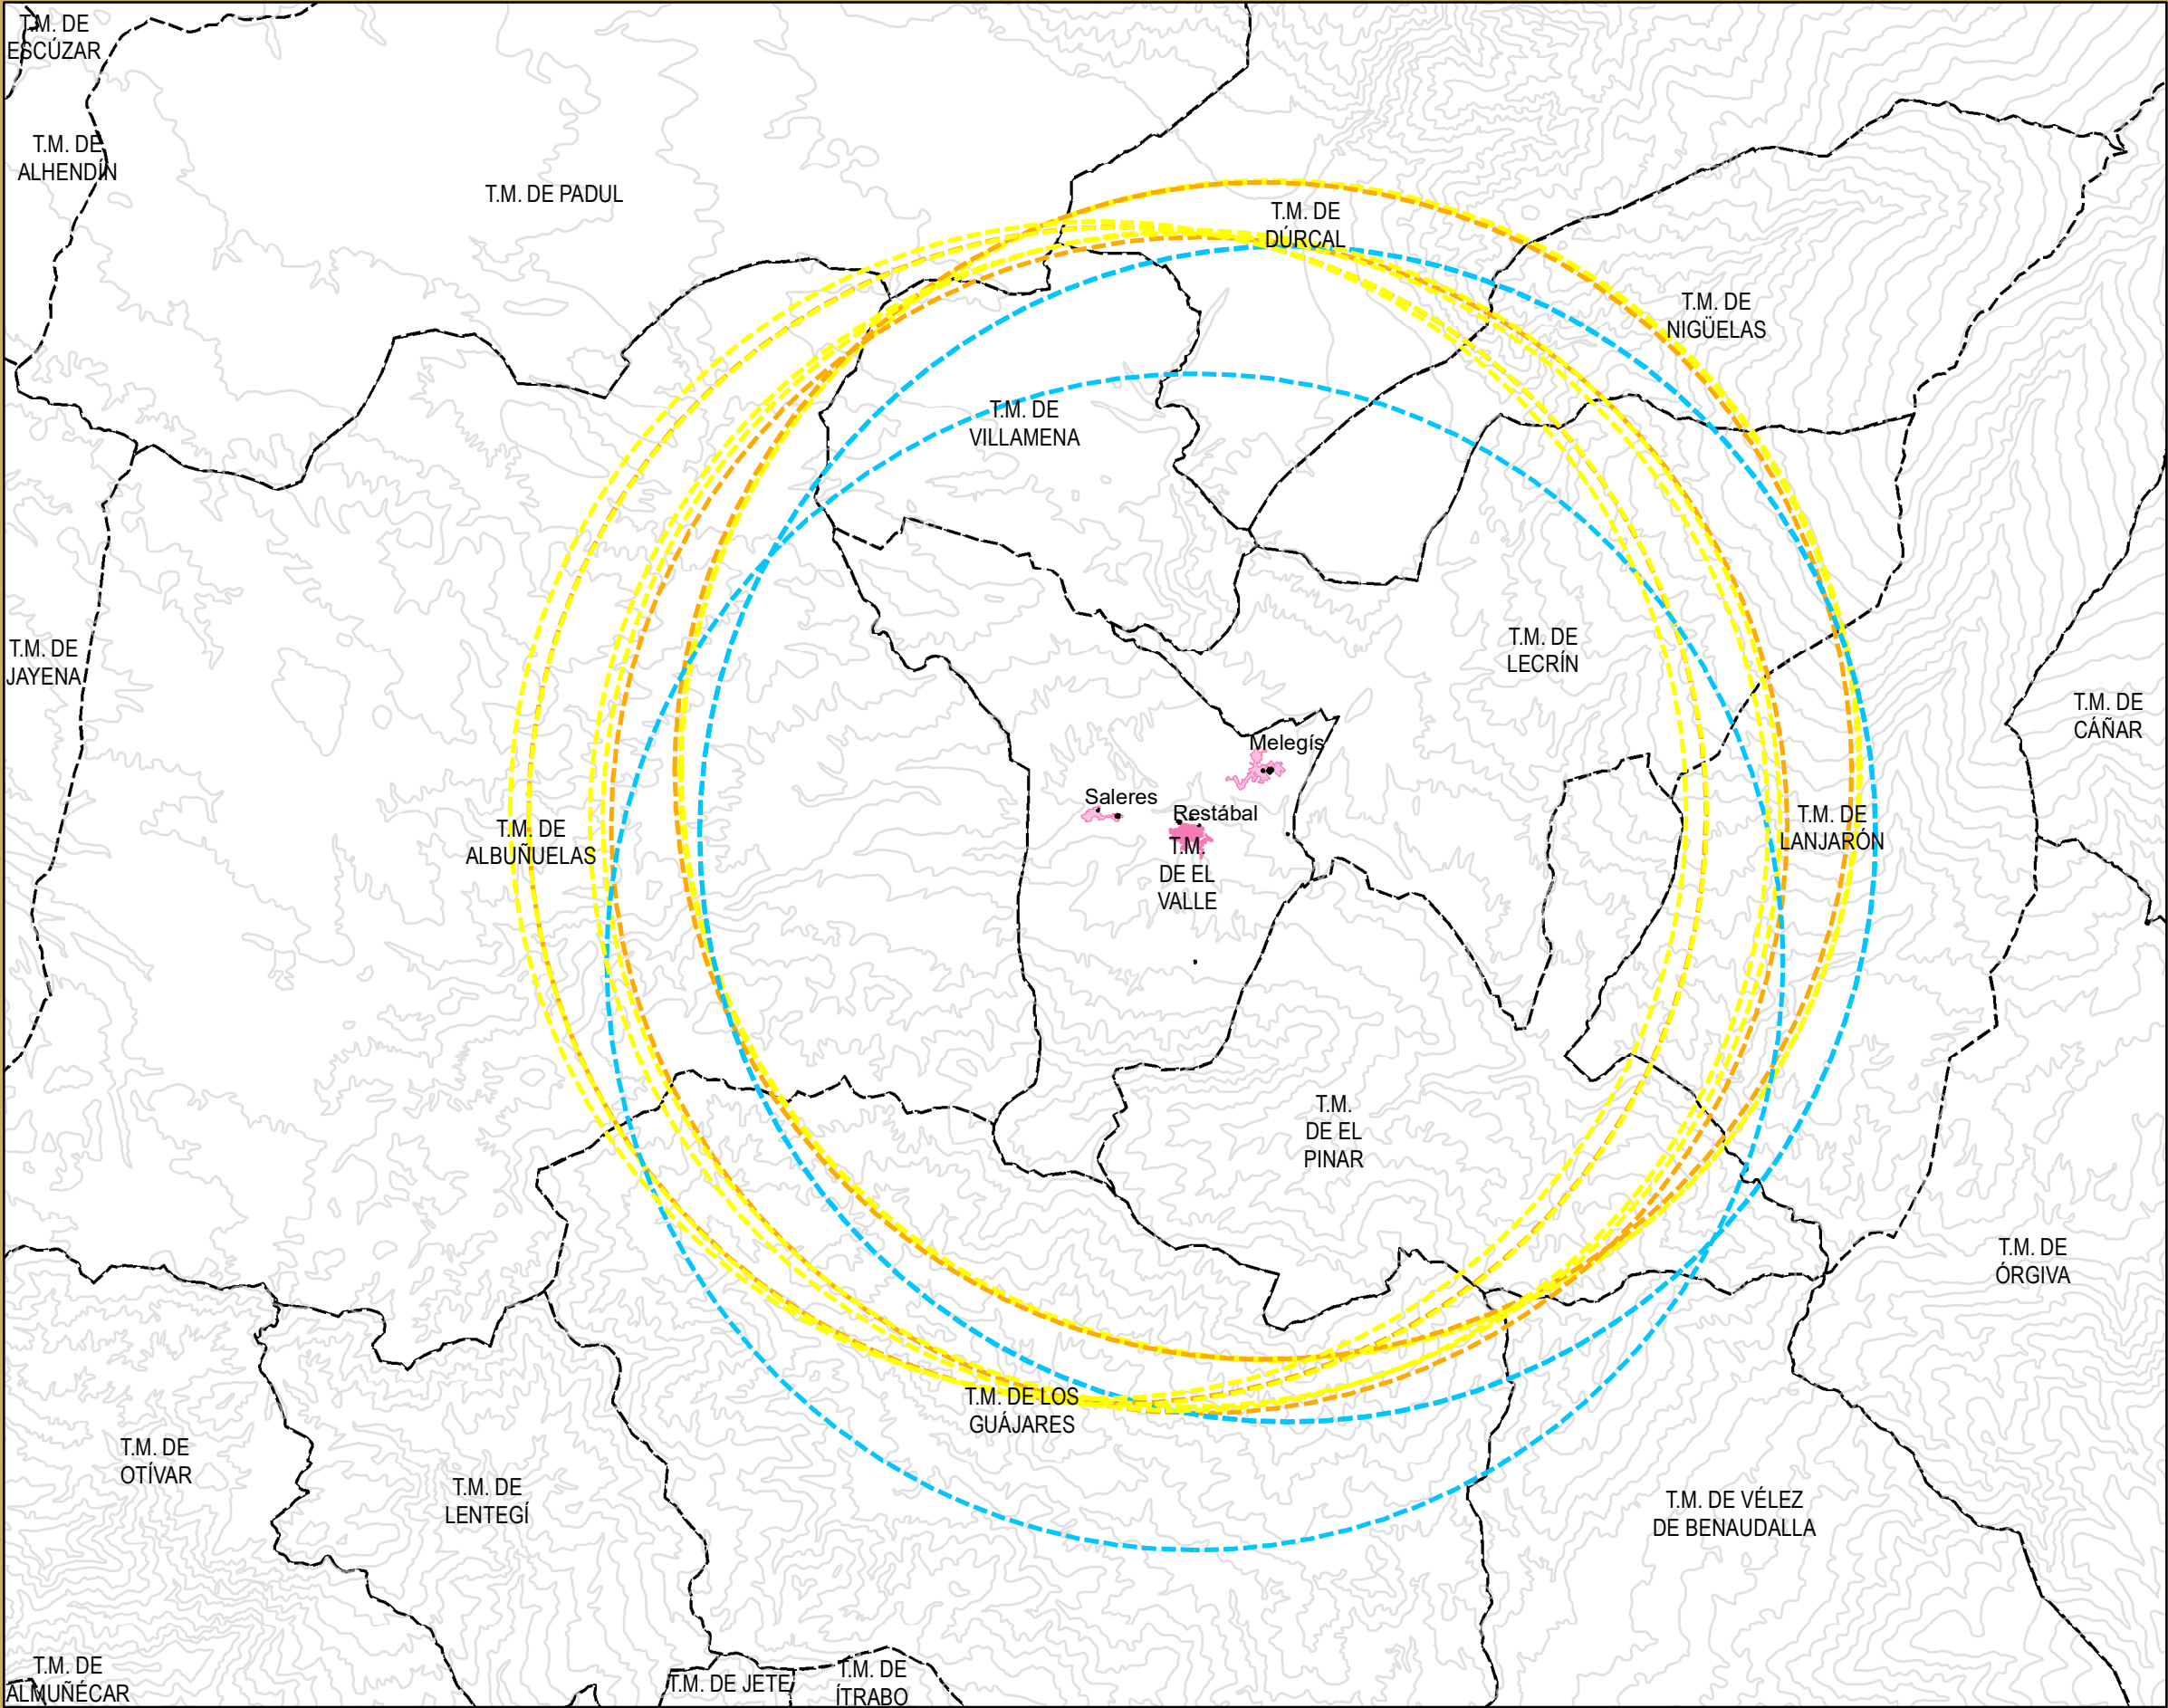 T.M. DE
ESCÚZAR
T.M. DE
ALHENDÍN
T.M. DE PADUL
T.M. DE
DÚRCAL
T.M. DE
NIGÜELAS
T.M. DE
VILLAMENA
T.M. DE
JAYENA
T.M. DE
LECRÍN
T.M. DE
CÁÑAR
Melegís
Saleres
Restábal
T.M. DE
ALBUÑUELAS
T.M.
DE EL
VALLE
T.M. DE
LANJARÓN
T.M.
DE EL
PINAR
T.M. DE
ÓRGIVA
T.M. DE LOS
GUÁJARES
T.M. DE
OTÍVAR
T.M. DE
LENTEGÍ
T.M. DE VÉLEZ
DE BENAUDALLA
T.M. DE
ALMUÑÉCAR
T.M. DE JETE
T.M. DE
ÍTRABO